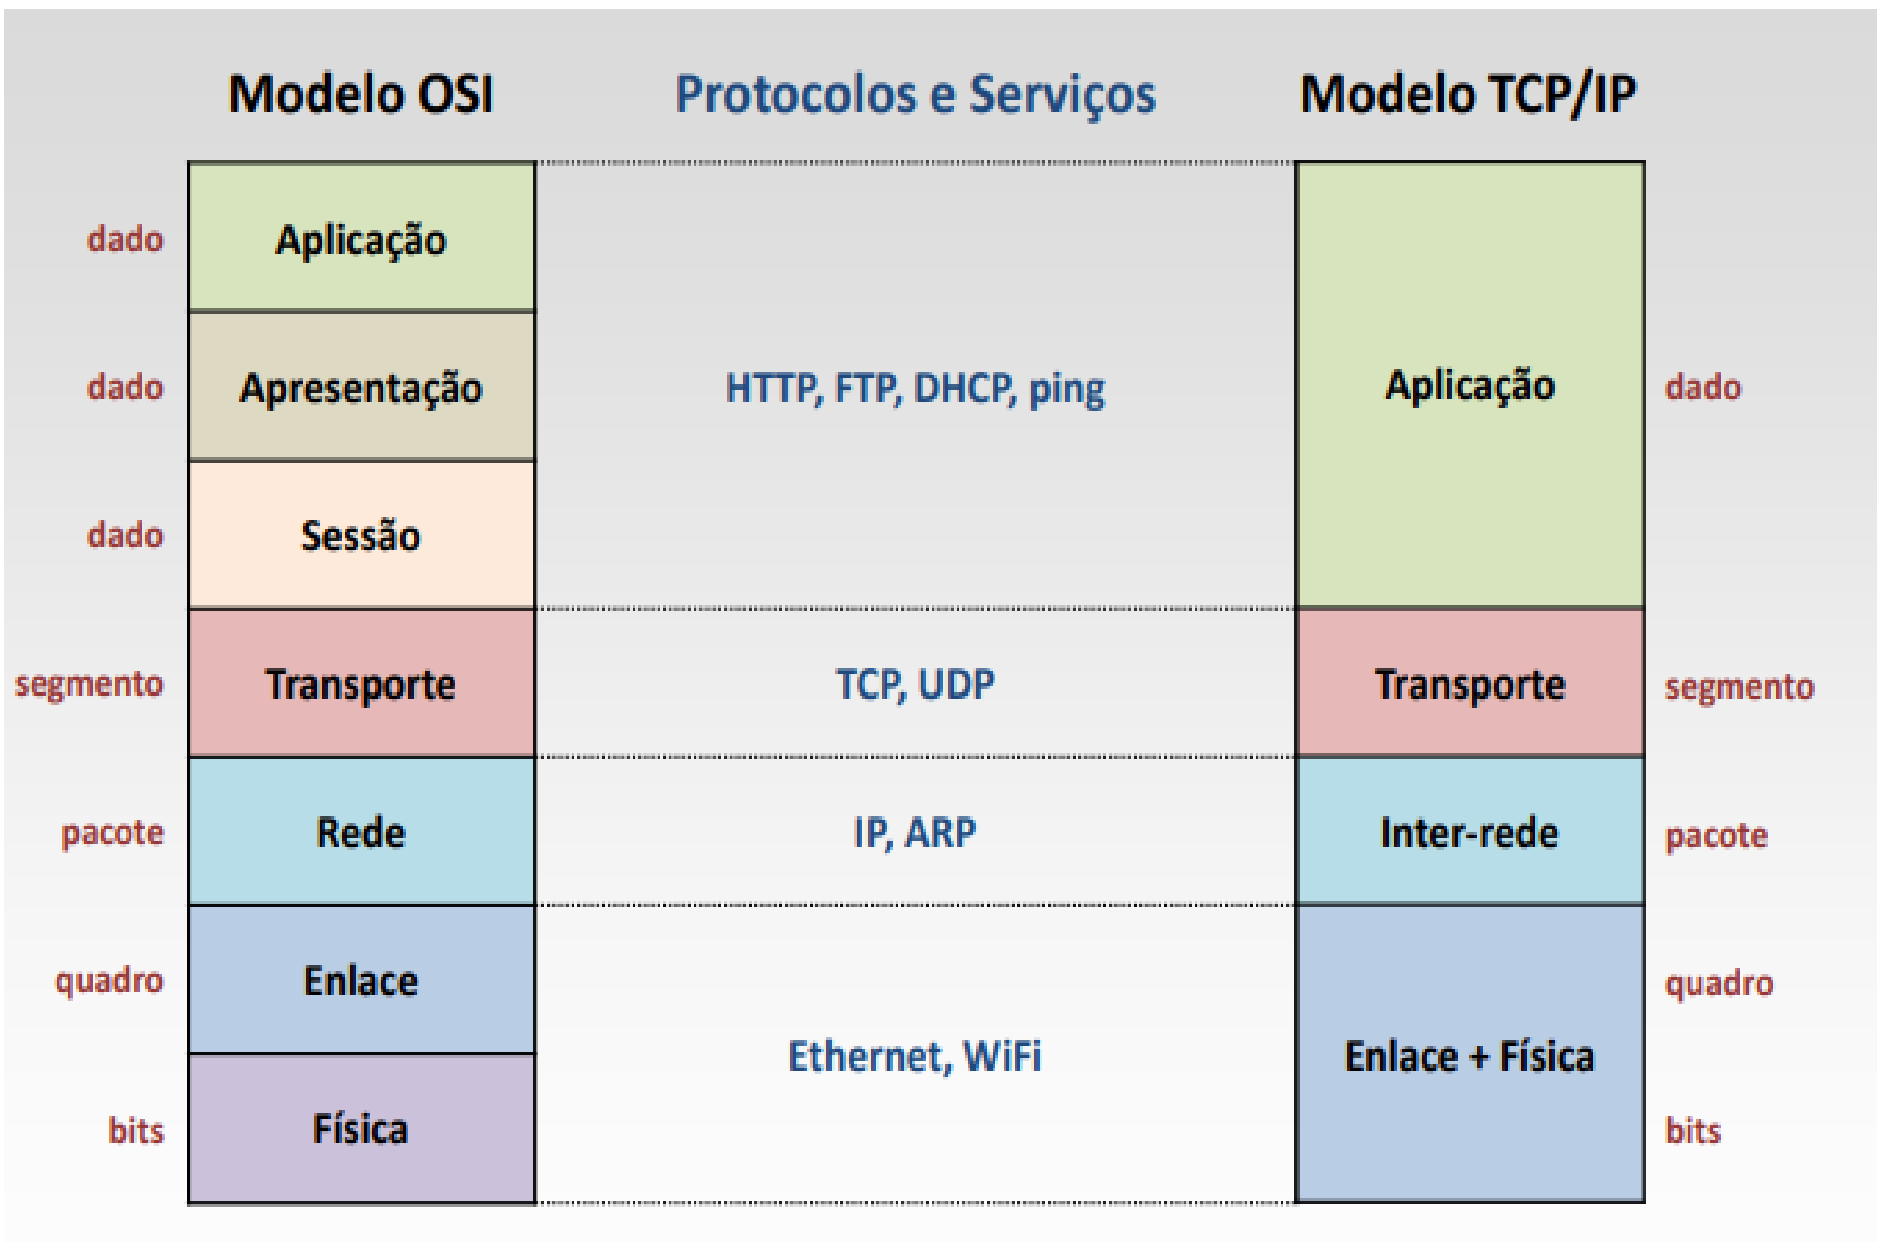 Modelo OSI
Protocolos e Serviços
Modelo TCP/IP
dado
Aplicação
dado
Apresentação
HTTP, FTP, DHCP, ping
Aplicação
dado
dado
Sessão
segmento
Transporte
TCP, UDP
Transporte
segmento
pacote
Rede
IP, ARP
Inter-rede
pacote
quadro
Enlace
quadro
Ethernet, WiFi
Enlace + Física
bits
Física
bits